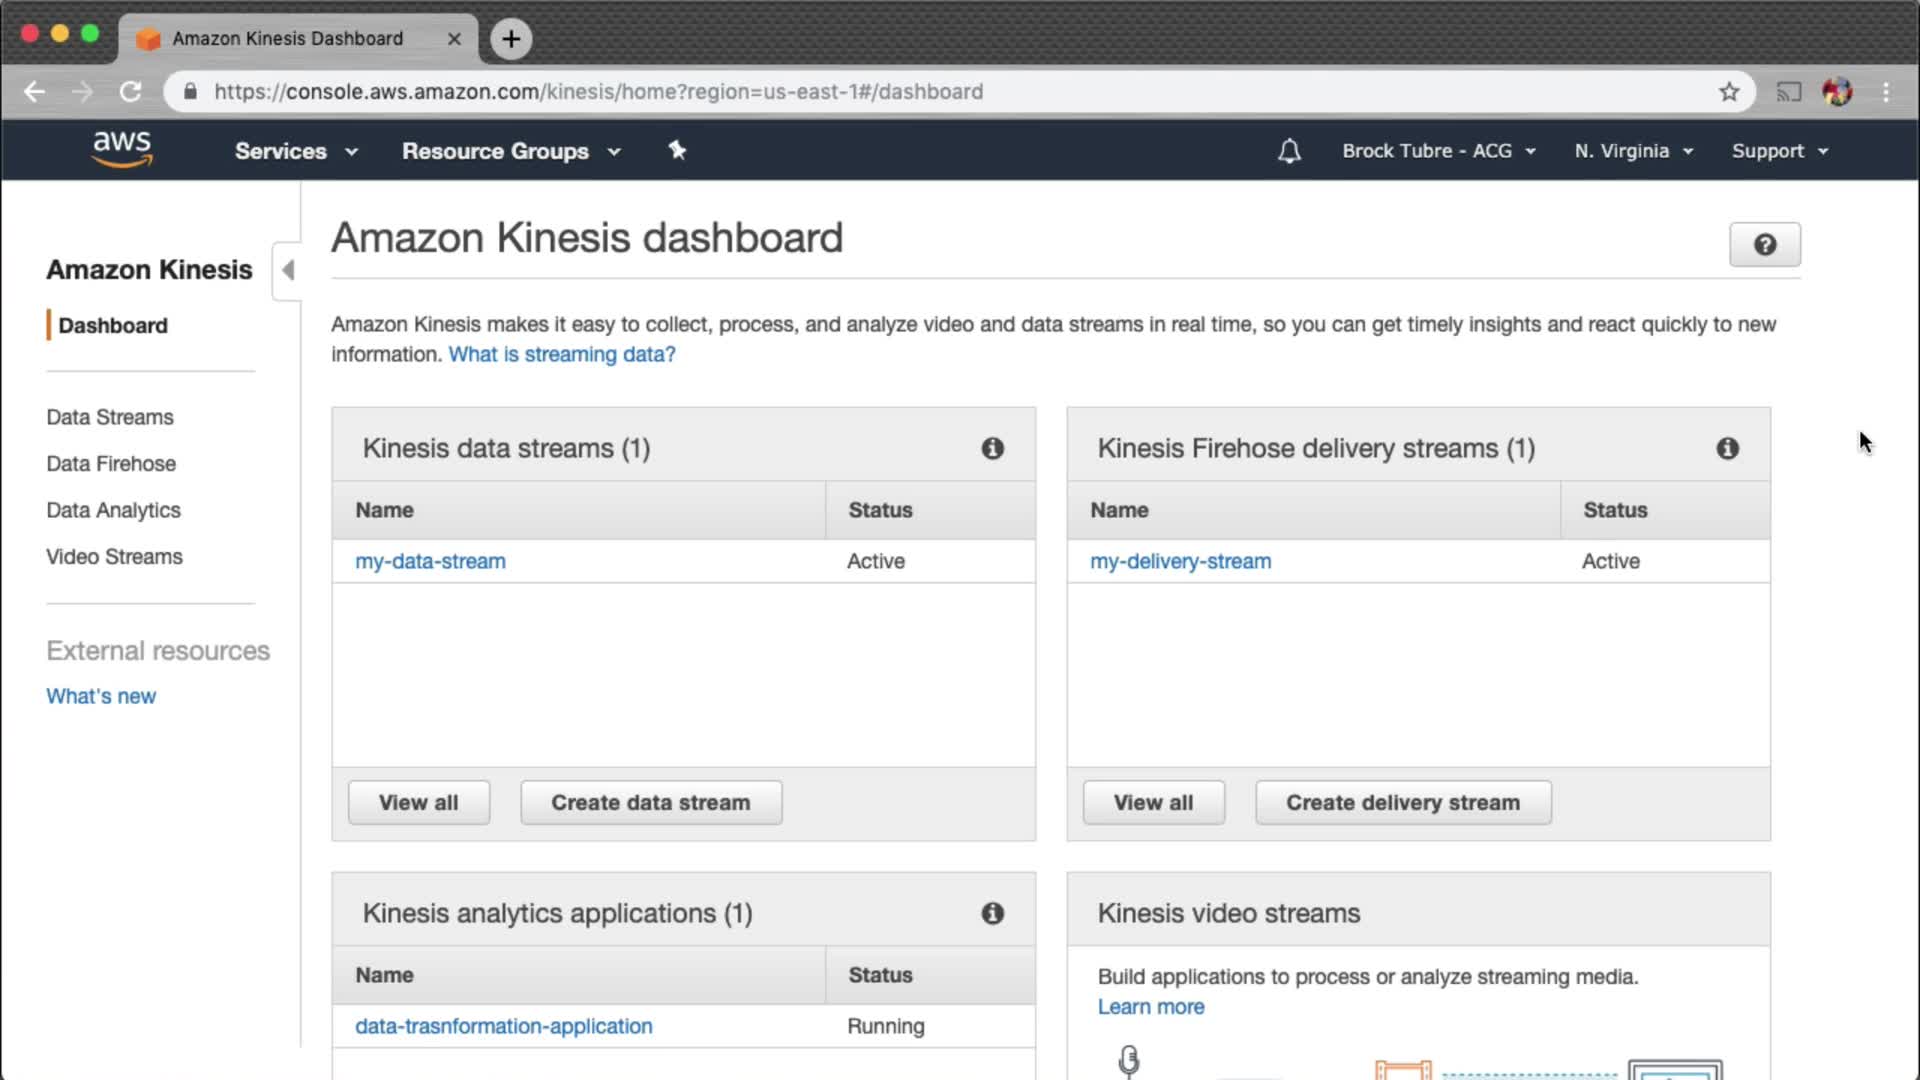 Amazon Kinesis Dashboard
https://console.aws.amazon.com/kinesis/home?region=us-east-1#/dashboard
aws
Services
Resource Groups
Brock Tubre - ACG
N. Virginia
Support
Amazon Kinesis
Dashboard
Data Streams
Data Firehose
Data Analytics
Video Streams
External resources
What's new
Amazon Kinesis dashboard
Amazon Kinesis makes it easy to collect, process, and analyze video and data streams in real time, so you can get timely insights and react quickly to new
information. What is streaming data?
Kinesis data streams (1)
Name
Status
my-data-stream
Active
View all
Create data stream
Kinesis Firehose delivery streams (1)
Name
Status
my-delivery-stream
Active
View all
Create delivery stream
Kinesis analytics applications (1)
Name
Status
data-trasnformation-application
Running
Kinesis video streams
Build applications to process or analyze streaming media.
Learn more